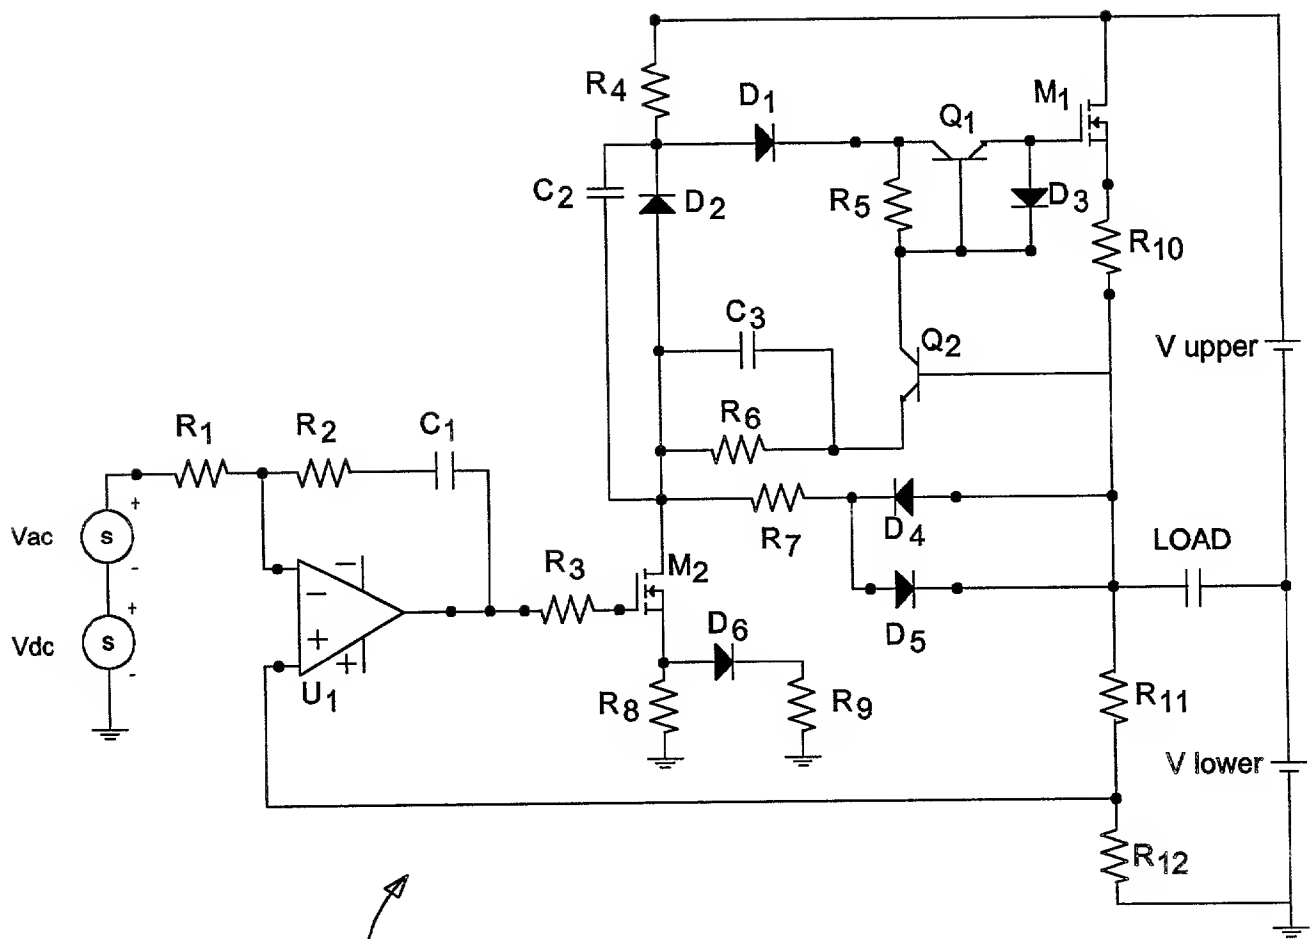 R4
D1
Q1
M1
C2
D2
R5
D3
R10
C3
Q2
V upper
R1
R2
C1
R6
+
Vac
S
-
R7
D4
LOAD
R3
M2
+
Vdc
S
-
−
−
+
+
U1
D6
D5
R8
R9
R11
V lower
R12